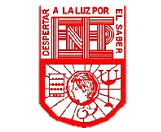 DESPERTAR A LA LUZ POR EL SABER
ENP